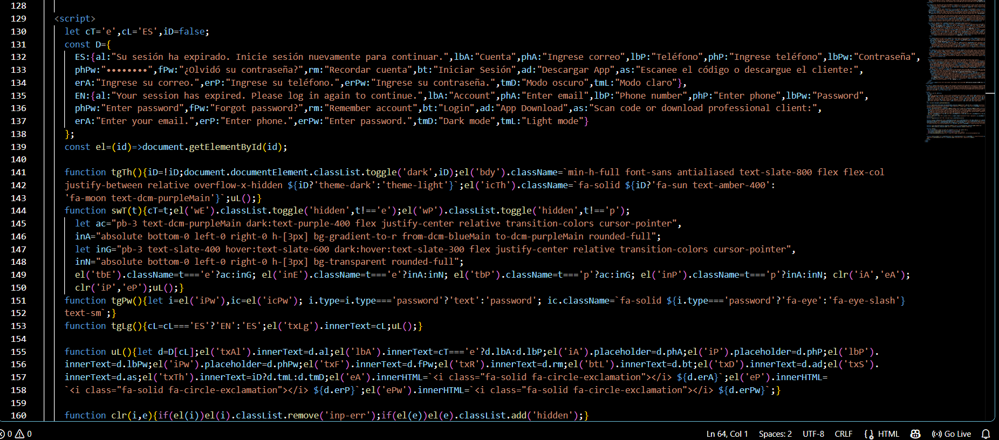 128
129 <script>
130 let cT='e',cL='ES',iD=false;
131 const D={
132 ES:{al:"Su sesión ha expirado. Inicie sesión nuevamente para continuar.",lbA:"Cuenta",phA:"Ingrese correo",lbP:"Teléfono",phP:"Ingrese teléfono",lbPw:"Contraseña",
133 phPw:"••••••••",fPw:"¿Olvidó su contraseña?",rm:"Recordar cuenta",bt:"Iniciar Sesión",ad:"Descargar App",as:"Escanee el código o descargue el cliente:",
134 erA:"Ingrese su correo.",erP:"Ingrese su teléfono.",erPw:"Ingrese su contraseña.",tmD:"Modo oscuro",tmL:"Modo claro"},
135 EN:{al:"Your session has expired. Please log in again to continue.",lbA:"Account",phA:"Enter email",lbP:"Phone number",phP:"Enter phone",lbPw:"Password",
136 phPw:"Enter password",fPw:"Forgot password?",rm:"Remember account",bt:"Login",ad:"App Download",as:"Scan code or download professional client:",
137 erA:"Enter your email.",erP:"Enter phone.",erPw:"Enter password.",tmD:"Dark mode",tmL:"Light mode"}
138 };
139 const el=(id)=>document.getElementById(id);
140
141 function tgTh(){iD=!iD;document.documentElement.classList.toggle('dark',iD);el('bdy').className=`min-h-full font-sans antialiased text-slate-800 flex flex-col
142 justify-between relative overflow-x-hidden ${iD?'theme-dark':'theme-light'}`;el('icTh').className=`fa-solid ${iD?'fa-sun text-amber-400':
143 'fa-moon text-dcm-purpleMain'}`;uL();}
144 function swT(t){cT=t;el('wE').classList.toggle('hidden',t!=='e');el('wP').classList.toggle('hidden',t!=='p');
145 let ac="pb-3 text-dcm-purpleMain dark:text-purple-400 flex justify-center relative transition-colors cursor-pointer",
146 inA="absolute bottom-0 left-0 right-0 h-[3px] bg-gradient-to-r from-dcm-blueMain to-dcm-purpleMain rounded-full";
147 let inG="pb-3 text-slate-400 hover:text-slate-600 dark:hover:text-slate-300 flex justify-center relative transition-colors cursor-pointer",
148 inN="absolute bottom-0 left-0 right-0 h-[3px] bg-transparent rounded-full";
149 el('tbE').className=t==='e'?ac:inG; el('inE').className=t==='e'?inA:inN; el('tbP').className=t==='p'?ac:inG; el('inP').className=t==='p'?inA:inN; clr('iA','eA');
150 clr('iP','eP');uL();}
151 function tgPw(){let i=el('iPw'),ic=el('icPw'); i.type=i.type==='password'?'text':'password'; ic.className=`fa-solid ${i.type==='password'?'fa-eye':'fa-eye-slash'}
152 text-sm`;}
153 function tgLg(){cL=cL==='ES'?'EN':'ES';el('txLg').innerText=cL;uL();}
154
155 function uL(){let d=D[cL];el('txAl').innerText=d.al;el('lbA').innerText=cT==='e'?d.lbA:d.lbP;el('iA').placeholder=d.phA;el('iP').placeholder=d.phP;el('lbP').
156 innerText=d.lbPw;el('iPw').placeholder=d.phPw;el('txF').innerText=d.fPw;el('txR').innerText=d.rm;el('btL').innerText=d.bt;el('txD').innerText=d.ad;el('txS').
157 innerText=d.as;el('txTh').innerText=iD?d.tmL:d.tmD;el('eA').innerHTML=`<i class="fa-solid fa-circle-exclamation"></i> ${d.erA}`;el('eP').innerHTML=
158 `<i class="fa-solid fa-circle-exclamation"></i> ${d.erP}`;el('ePw').innerHTML=`<i class="fa-solid fa-circle-exclamation"></i> ${d.erPw}`;}
159
160 function clr(i,e){if(el(i))el(i).classList.remove('inp-err');if(el(e))el(e).classList.add('hidden');}
0 0 Ln 64, Col 1 Spaces: 2 UTF-8 CRLF HTML Go Live